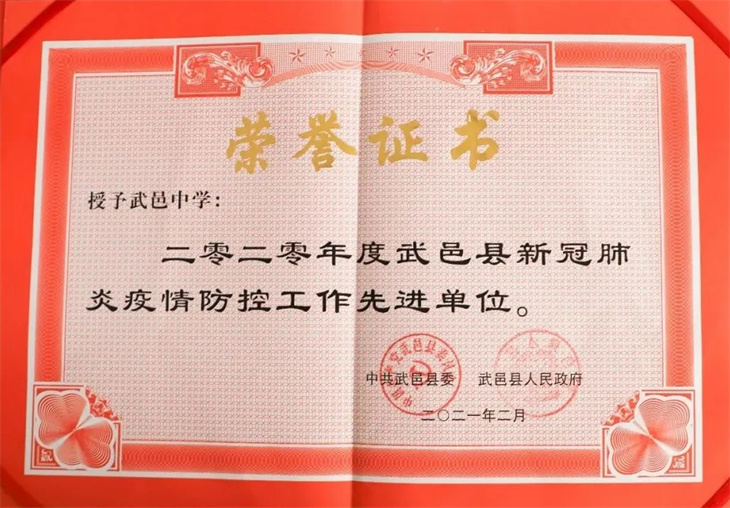 荣誉证书
授予武邑中学：
二零二零年度武邑县新冠肺
炎疫情防控工作先进单位。
中共武邑县委 武邑县人民政府
二〇二一年二月